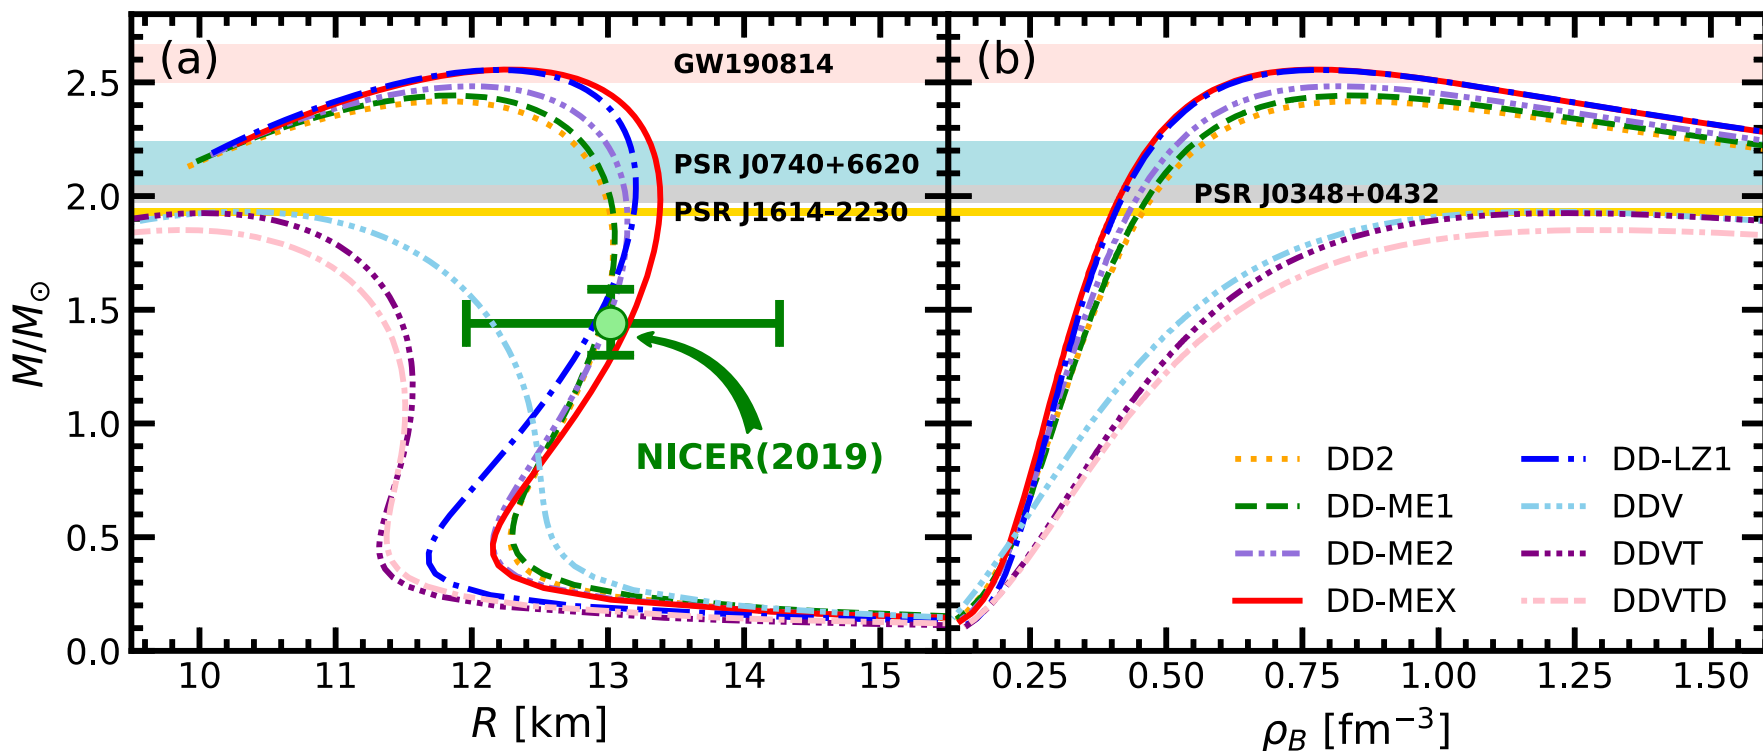 (a)
GW190814
PSR J0740+6620
PSR J1614-2230
NICER(2019)
M/M⊙
2.5
2.0
1.5
1.0
0.5
0.0
10 11 12 13 14 15
R [km]
(b)
PSR J0348+0432
DD2
DD-ME1
DD-ME2
DD-MEX
DD-LZ1
DDV
DDVT
DDVTD
0.25 0.50 0.75 1.00 1.25 1.50
ρ_B [fm⁻³]